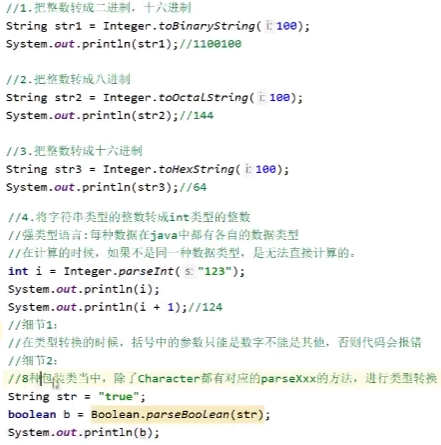 //1.把整数转成二进制，十六进制
String str1 = Integer.toBinaryString( i: 100);
System.out.println(str1);//1100100
//2.把整数转成八进制
String str2 = Integer.toOctalString( i: 100);
System.out.println(str2);//144
//3.把整数转成十六进制
String str3 = Integer.toHexString( i: 100);
System.out.println(str3);//64
//4.将字符串类型的整数转成int类型的整数
//强类型语言:每种数据在java中都有各自的数据类型
//在计算的时候，如果不是同一种数据类型，是无法直接计算的。
int i = Integer.parseInt( s: "123");
System.out.println(i);
System.out.println(i + 1);//124
//细节1:
//在类型转换的时候，括号中的参数只能是数字不能是其他，否则代码会报错
//细节2:
//8种包装类当中，除了Character都有对应的parseXxx的方法，进行类型转换
String str = "true";
boolean b = Boolean.parseBoolean(str);
System.out.println(b);